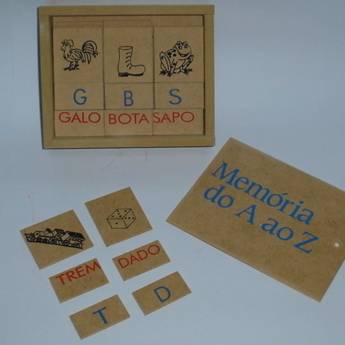 G B S
GALO BOTA SAPO
Memória
do A ao Z
TREM DADO
T D